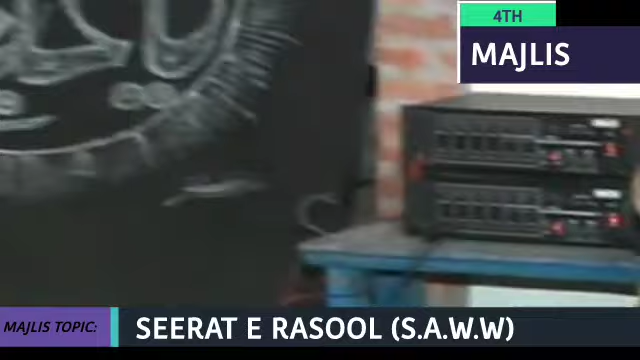 4TH
MAJLIS
MAJLIS TOPIC:
SEERAT E RASOOL (S.A.W.W)